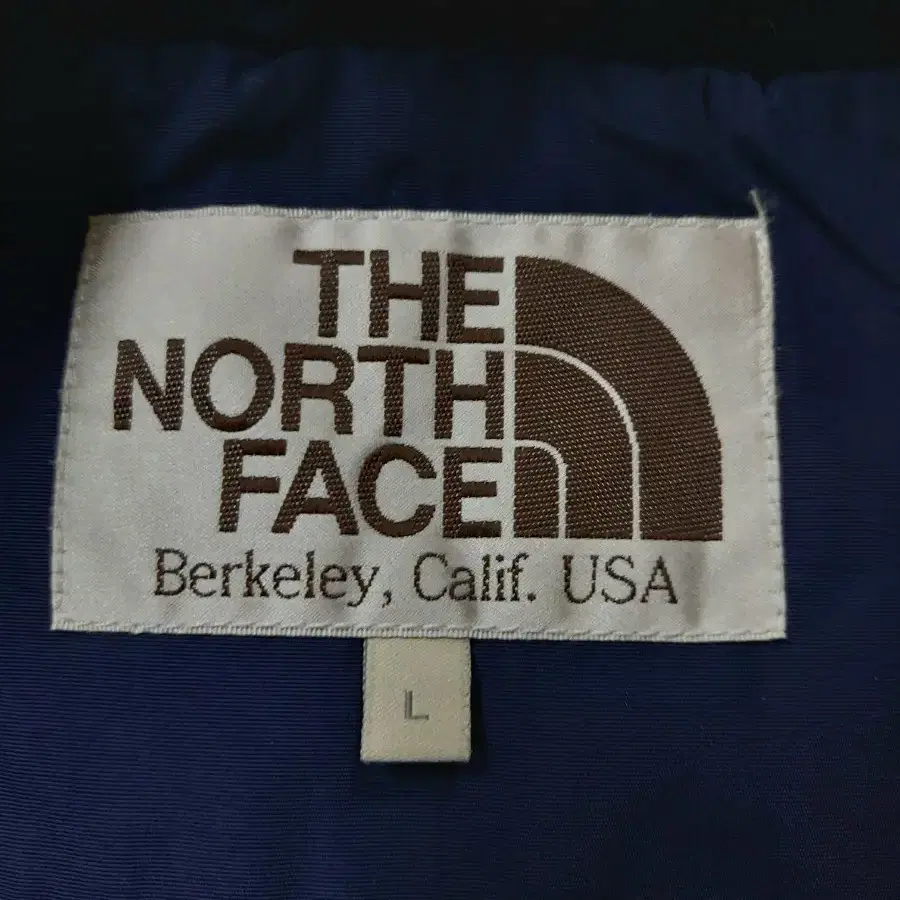 THE
NORTH
FACE
Berkeley, Calif. USA
L